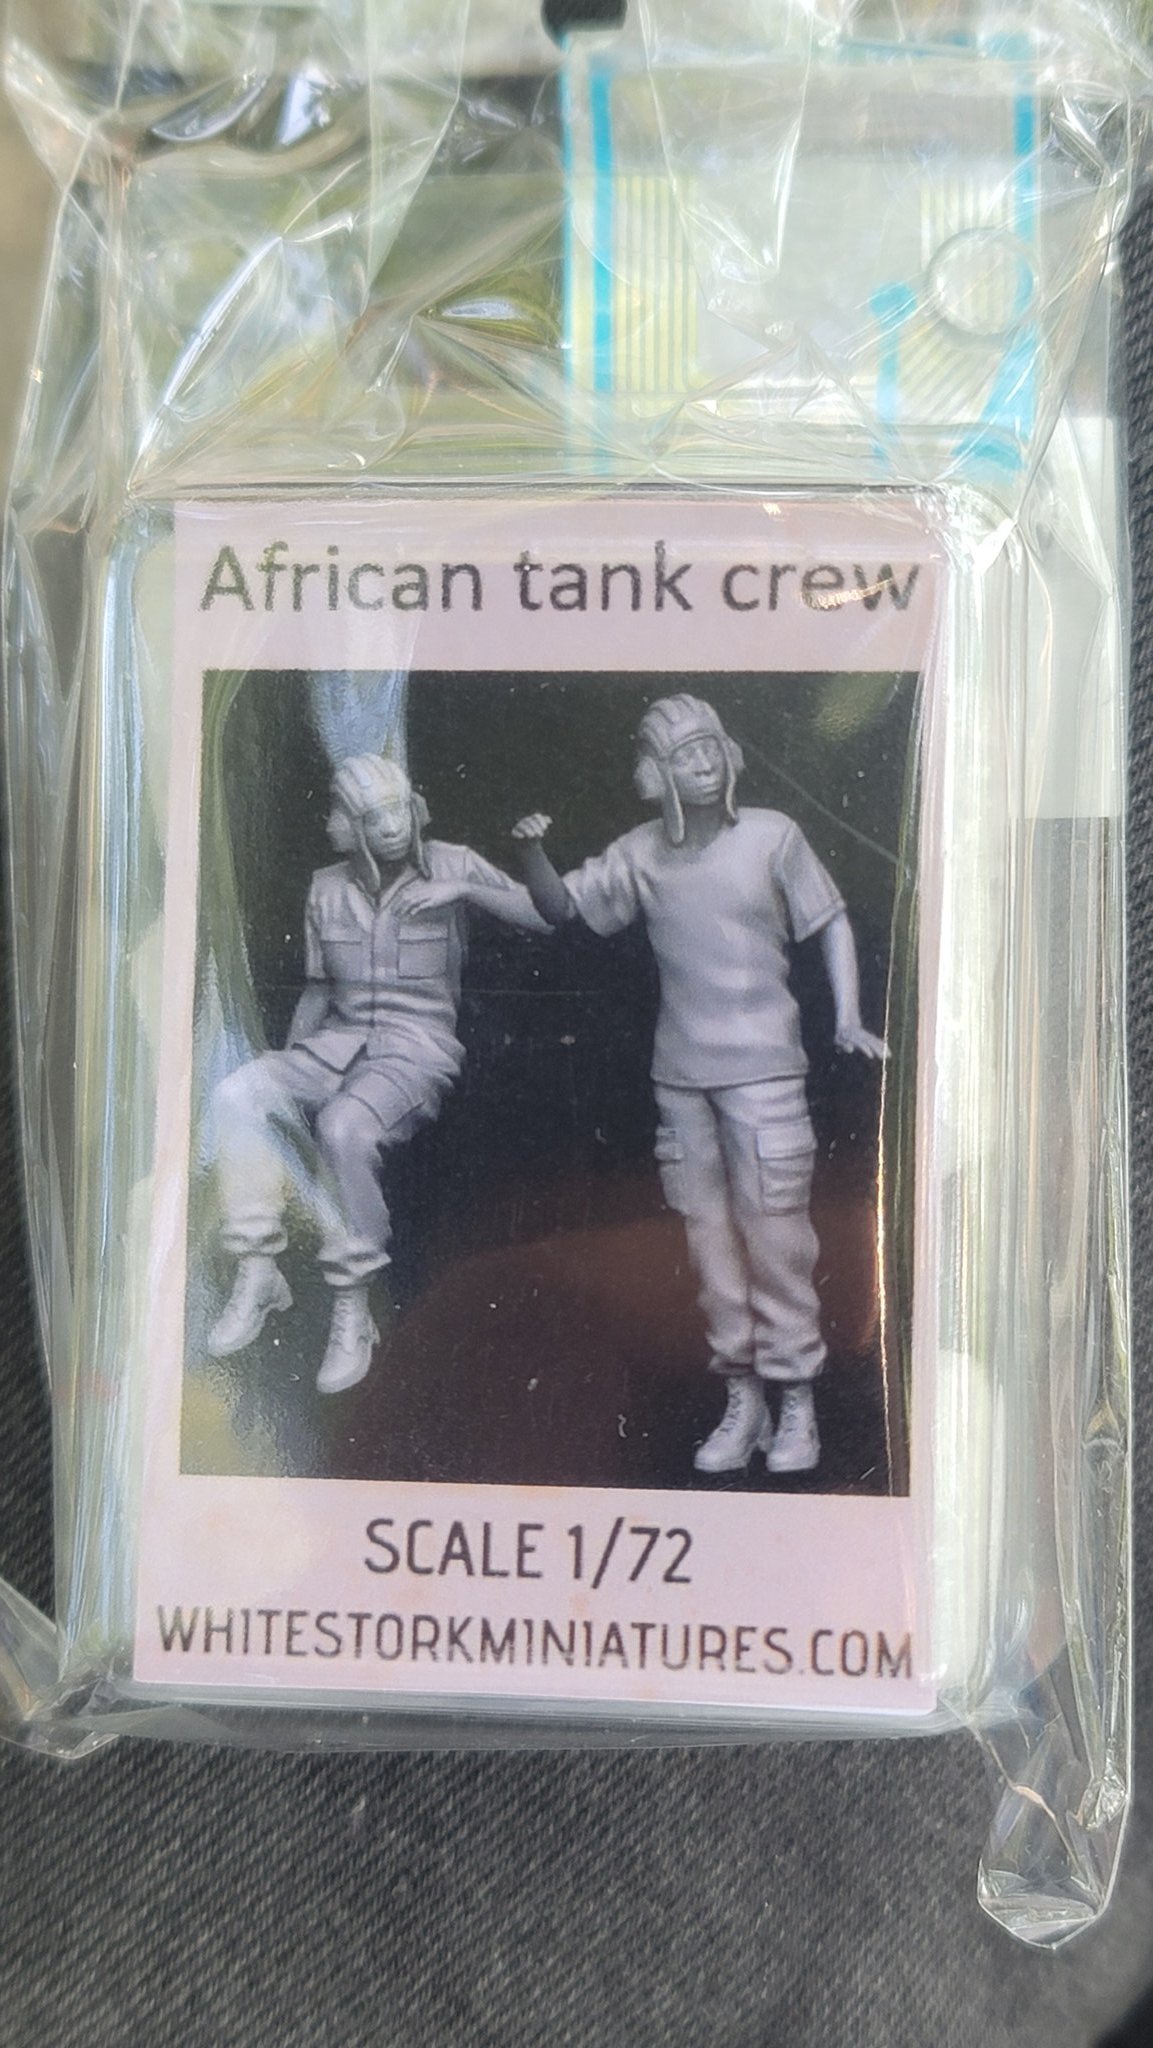 African tank crew
SCALE 1/72
WHITESTORKMINIATURES.COM